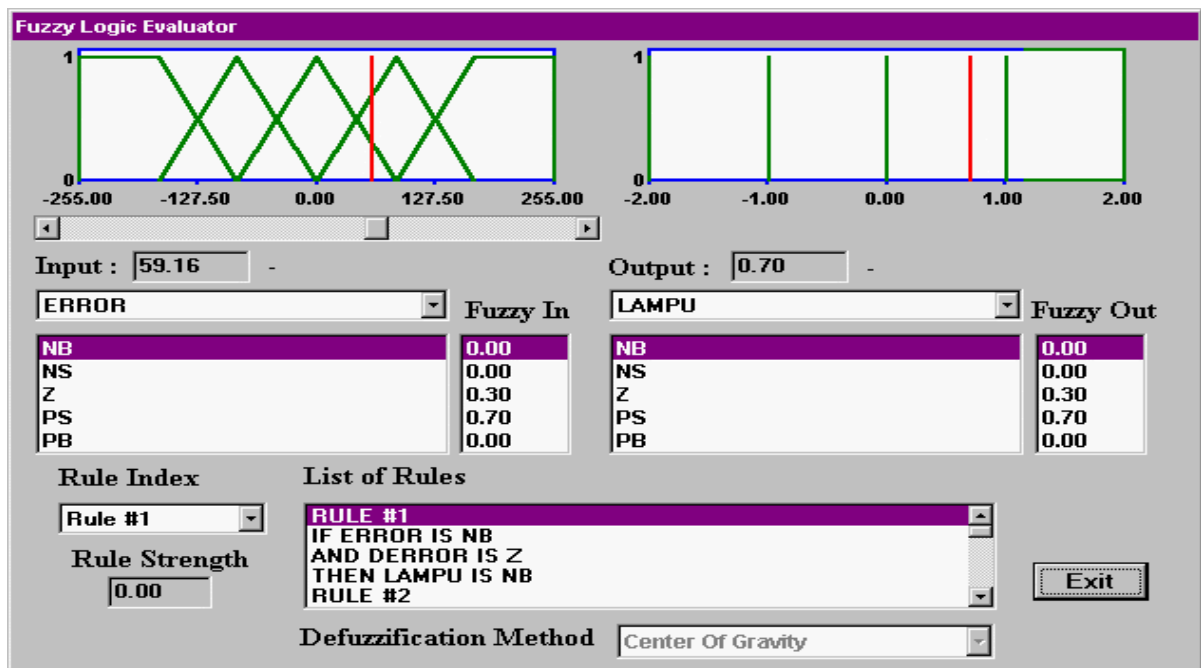 Fuzzy Logic Evaluator
1
0
-255.00 -127.50 0.00 127.50 255.00
1
0
-2.00 -1.00 0.00 1.00 2.00
Input : 59.16 -
Output : 0.70 -
ERROR
Fuzzy In
LAMPU
Fuzzy Out
NB 0.00
NS 0.00
Z 0.30
PS 0.70
PB 0.00
NB 0.00
NS 0.00
Z 0.30
PS 0.70
PB 0.00
Rule Index
List of Rules
Rule #1
RULE #1
IF ERROR IS NB
AND DERROR IS Z
THEN LAMPU IS NB
RULE #2
Rule Strength
0.00
Exit
Defuzzification Method
Center Of Gravity